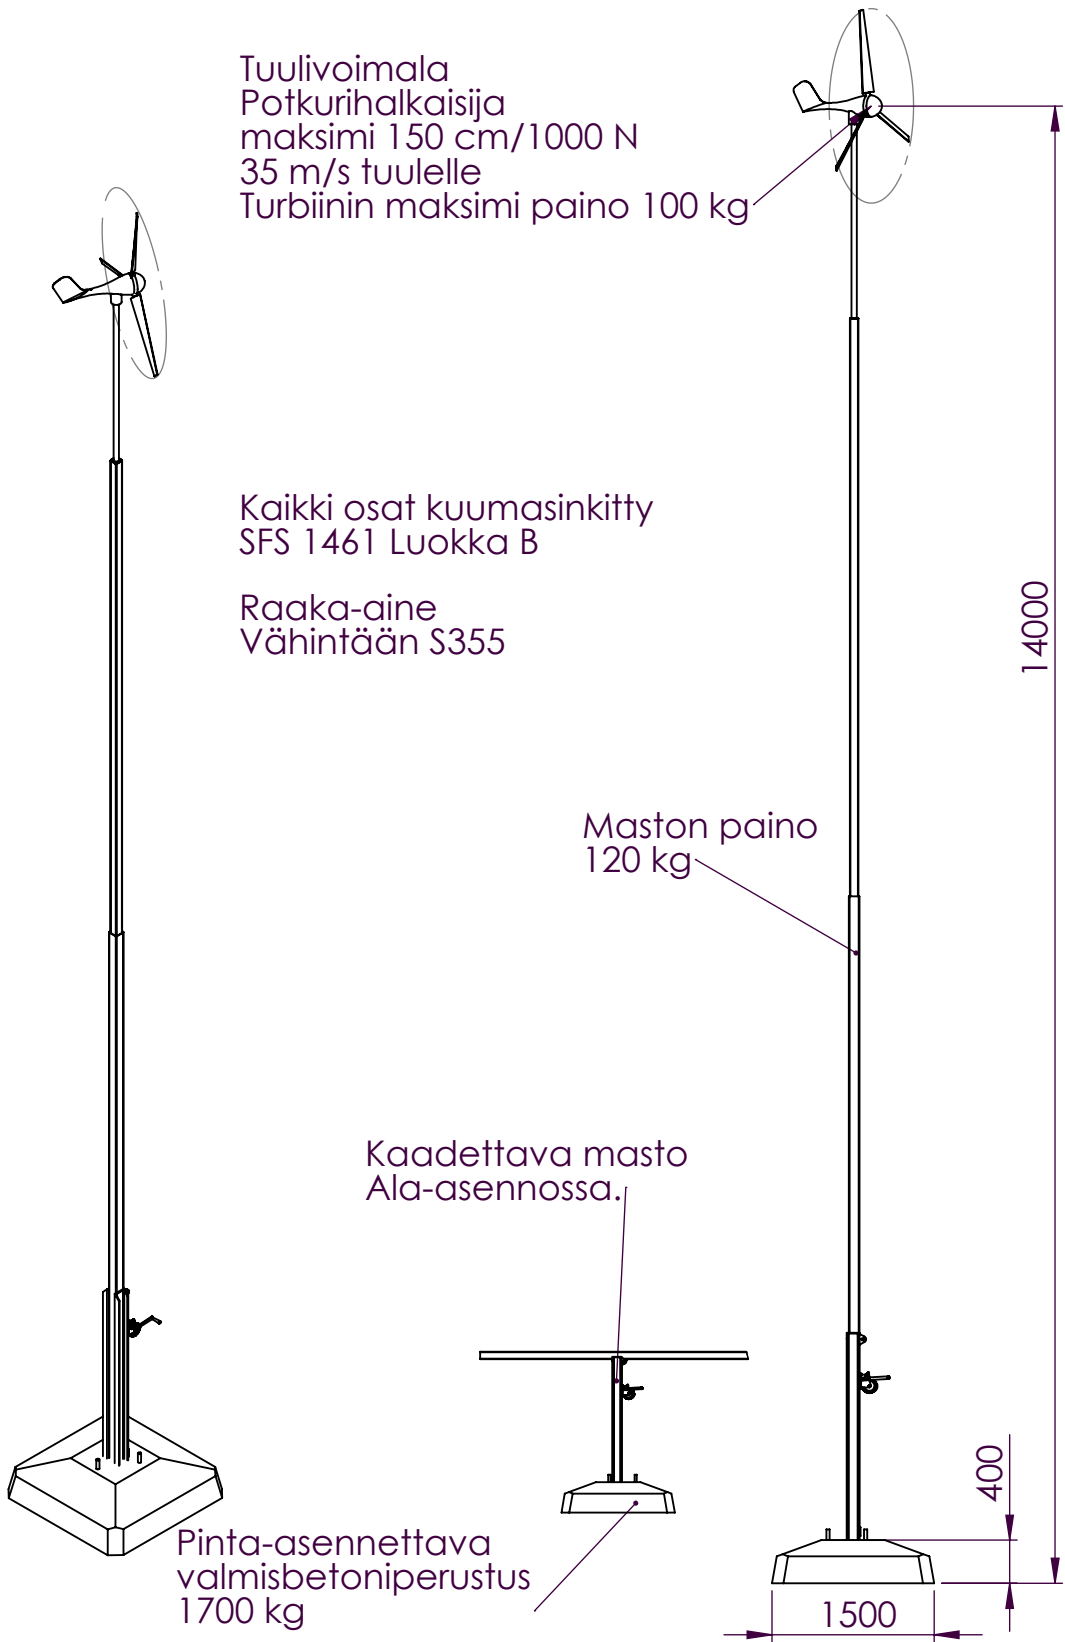 Tuulivoimala
Potkurihalkaisija
maksimi 150 cm/1000 N
35 m/s tuulelle
Turbiinin maksimi paino 100 kg
Kaikki osat kuumasinkitty
SFS 1461 Luokka B
Raaka-aine
Vähintään S355
14000
Maston paino
120 kg
Kaadettava masto
Ala-asennossa.
400
Pinta-asennettava
valmisbetoniperustus
1700 kg
1500